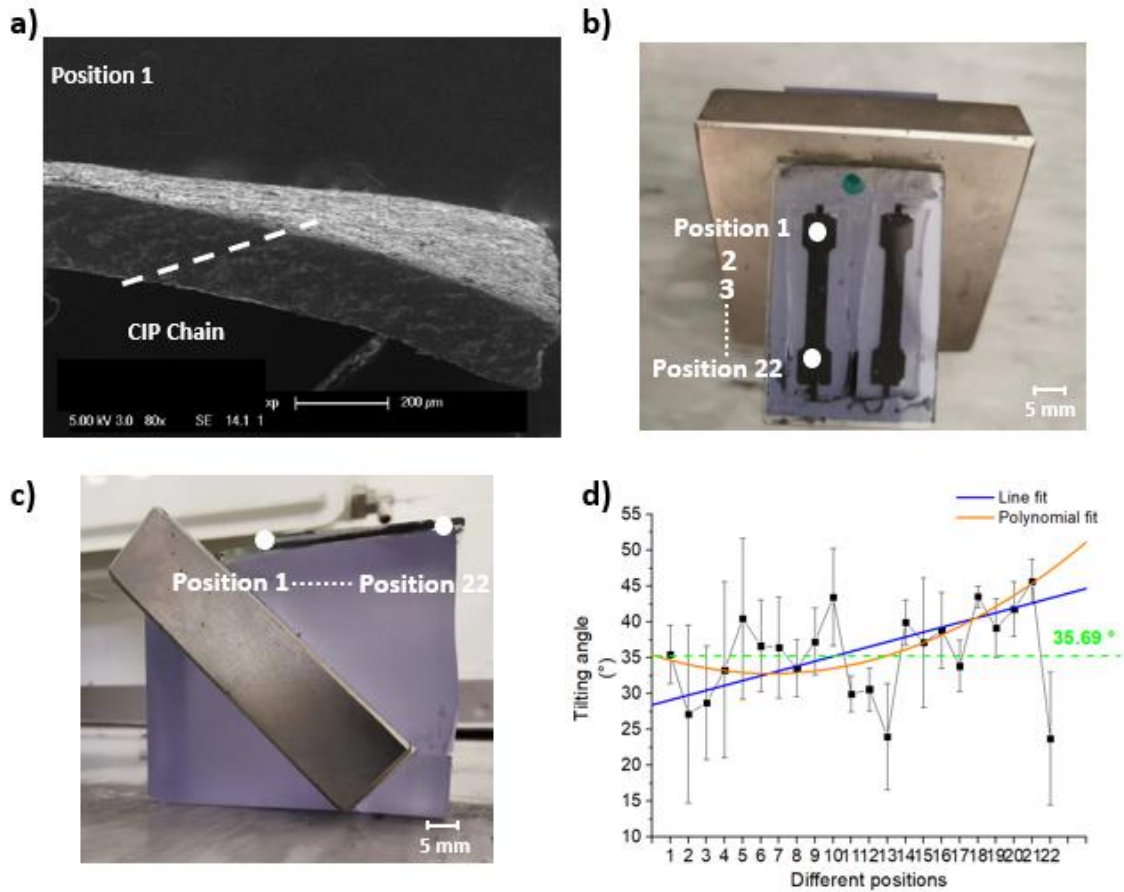 a)
Position 1
CIP Chain
xp
200 µm
5.00 kV 3.0 80x SE 14.1 1
b)
Position 1
2
3
Position 22
5 mm
c)
Position 1 ········ Position 22
5 mm
d)
Line fit
Polynomial fit
55
50
45
40
35
30
25
20
15
10
35.69 °
Tilting angle
(°)
1 2 3 4 5 6 7 8 9 10 11 12 13 14 15 16 17 18 19 20 21 22
Different positions